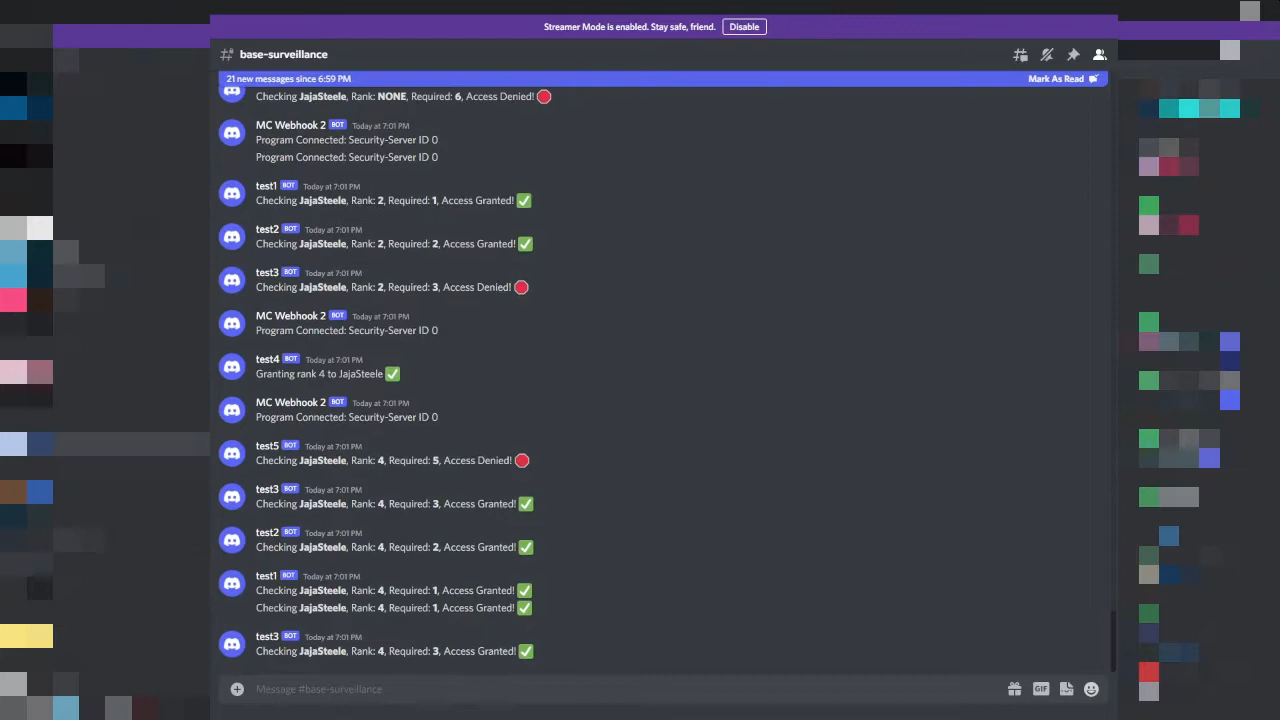 Streamer Mode is enabled. Stay safe, friend. Disable
base-surveillance
21 new messages since 6:59 PM Mark As Read
Checking JajaSteele, Rank: NONE, Required: 6, Access Denied!
MC Webhook 2 BOT Today at 7:01 PM
Program Connected: Security-Server ID 0
Program Connected: Security-Server ID 0
test1 BOT Today at 7:01 PM
Checking JajaSteele, Rank: 2, Required: 1, Access Granted!
test2 BOT Today at 7:01 PM
Checking JajaSteele, Rank: 2, Required: 2, Access Granted!
test3 BOT Today at 7:01 PM
Checking JajaSteele, Rank: 2, Required: 3, Access Denied!
MC Webhook 2 BOT Today at 7:01 PM
Program Connected: Security-Server ID 0
test4 BOT Today at 7:01 PM
Granting rank 4 to JajaSteele
MC Webhook 2 BOT Today at 7:01 PM
Program Connected: Security-Server ID 0
test5 BOT Today at 7:01 PM
Checking JajaSteele, Rank: 4, Required: 5, Access Denied!
test3 BOT Today at 7:01 PM
Checking JajaSteele, Rank: 4, Required: 3, Access Granted!
test2 BOT Today at 7:01 PM
Checking JajaSteele, Rank: 4, Required: 2, Access Granted!
test1 BOT Today at 7:01 PM
Checking JajaSteele, Rank: 4, Required: 1, Access Granted!
Checking JajaSteele, Rank: 4, Required: 1, Access Granted!
test3 BOT Today at 7:01 PM
Checking JajaSteele, Rank: 4, Required: 3, Access Granted!
Message #base-surveillance GIF